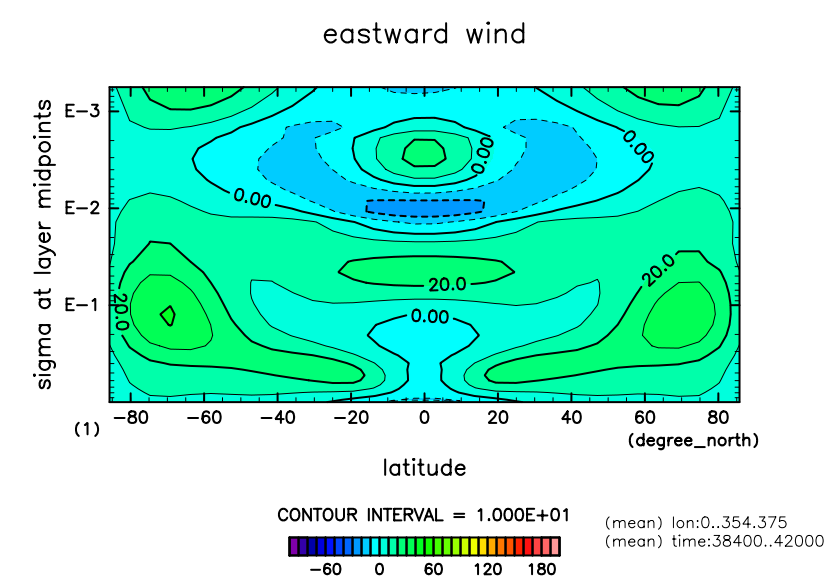 eastward wind
sigma at layer midpoints
E-3
E-2
E-1
0.00
0.00
0.00
20.0
20.0
20.0
0.00
-80 -60 -40 -20 0 20 40 60 80
(1)
(degree_north)
latitude
CONTOUR INTERVAL = 1.000E+01
-60 0 60 120 180
(mean) lon:0..354.375
(mean) time:38400..42000